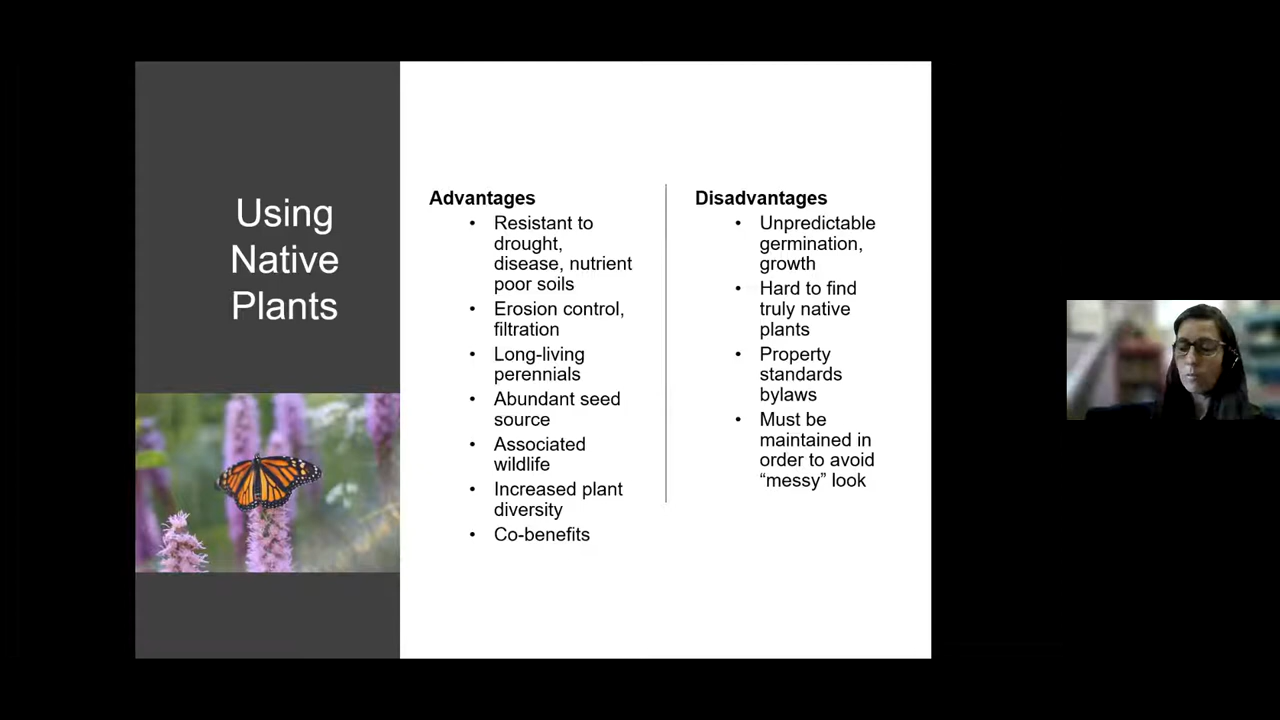 Using
Native
Plants
Advantages
• Resistant to
drought,
disease, nutrient
poor soils
• Erosion control,
filtration
• Long-living
perennials
• Abundant seed
source
• Associated
wildlife
• Increased plant
diversity
• Co-benefits
Disadvantages
• Unpredictable
germination,
growth
• Hard to find
truly native
plants
• Property
standards
bylaws
• Must be
maintained in
order to avoid
“messy” look